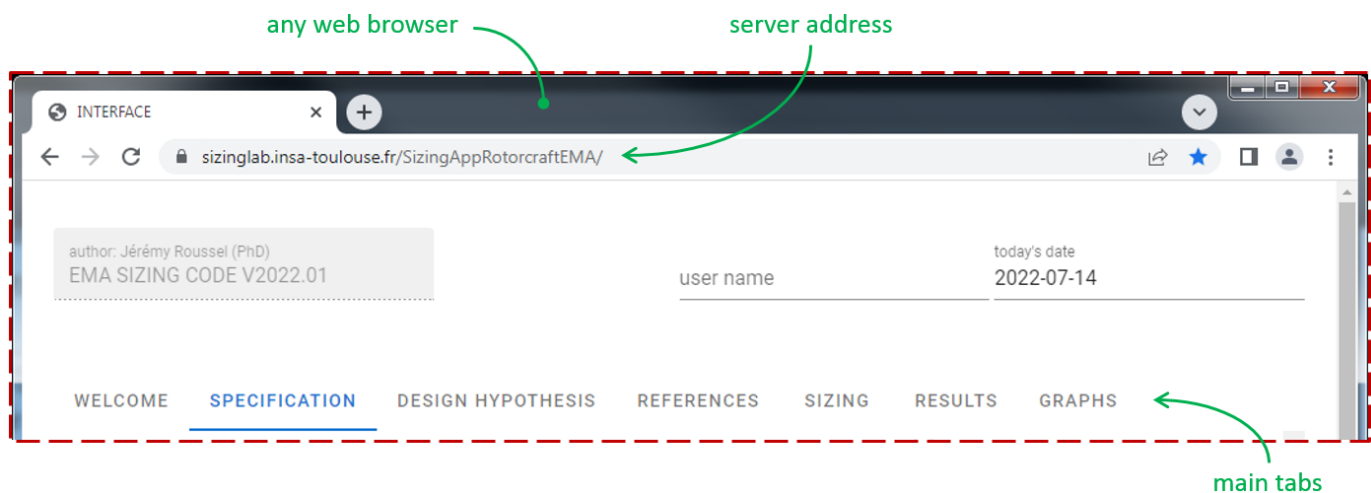 any web browser
server address
INTERFACE
sizinglab.insa-toulouse.fr/SizingAppRotorcraftEMA/
author: Jérémy Roussel (PhD)
EMA SIZING CODE V2022.01
user name
today's date
2022-07-14
WELCOME SPECIFICATION DESIGN HYPOTHESIS REFERENCES SIZING RESULTS GRAPHS
main tabs